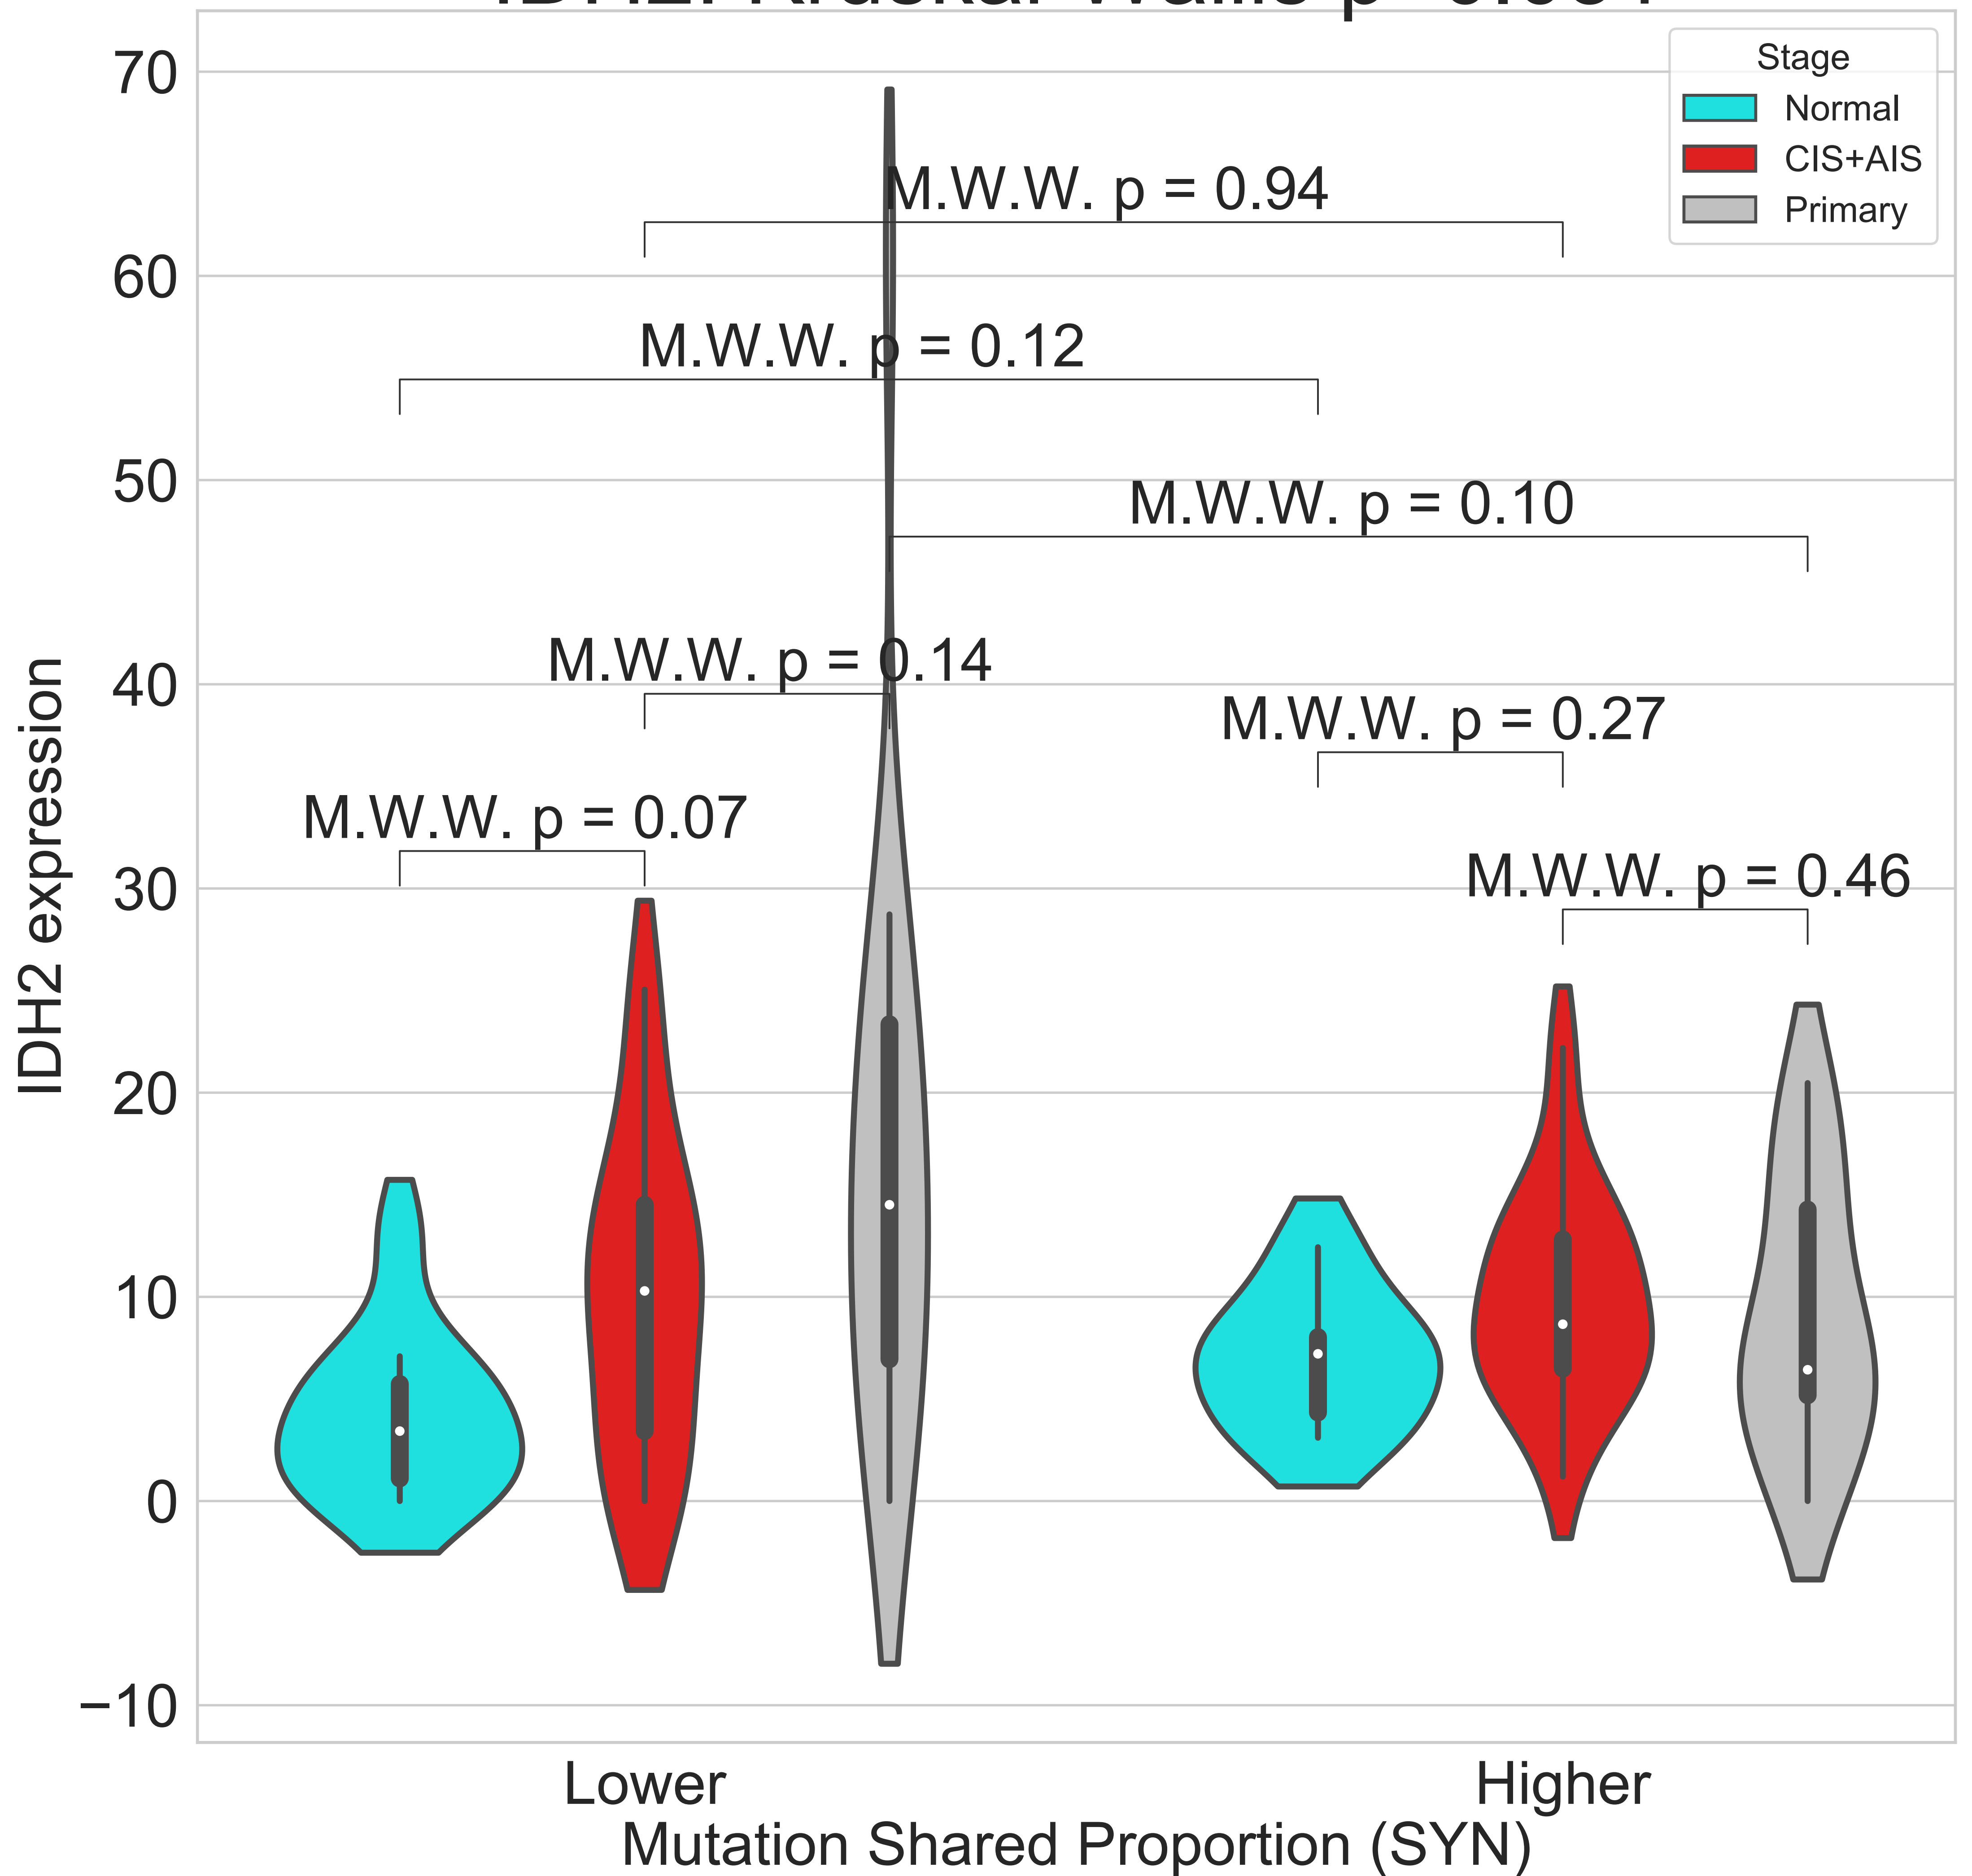 70
60
50
40
30
20
10
0
−10
IDH2 expression
Stage
Normal
CIS+AIS
Primary
M.W.W. p = 0.94
M.W.W. p = 0.12
M.W.W. p = 0.10
M.W.W. p = 0.14
M.W.W. p = 0.27
M.W.W. p = 0.07
M.W.W. p = 0.46
Lower
Higher
Mutation Shared Proportion (SYN)